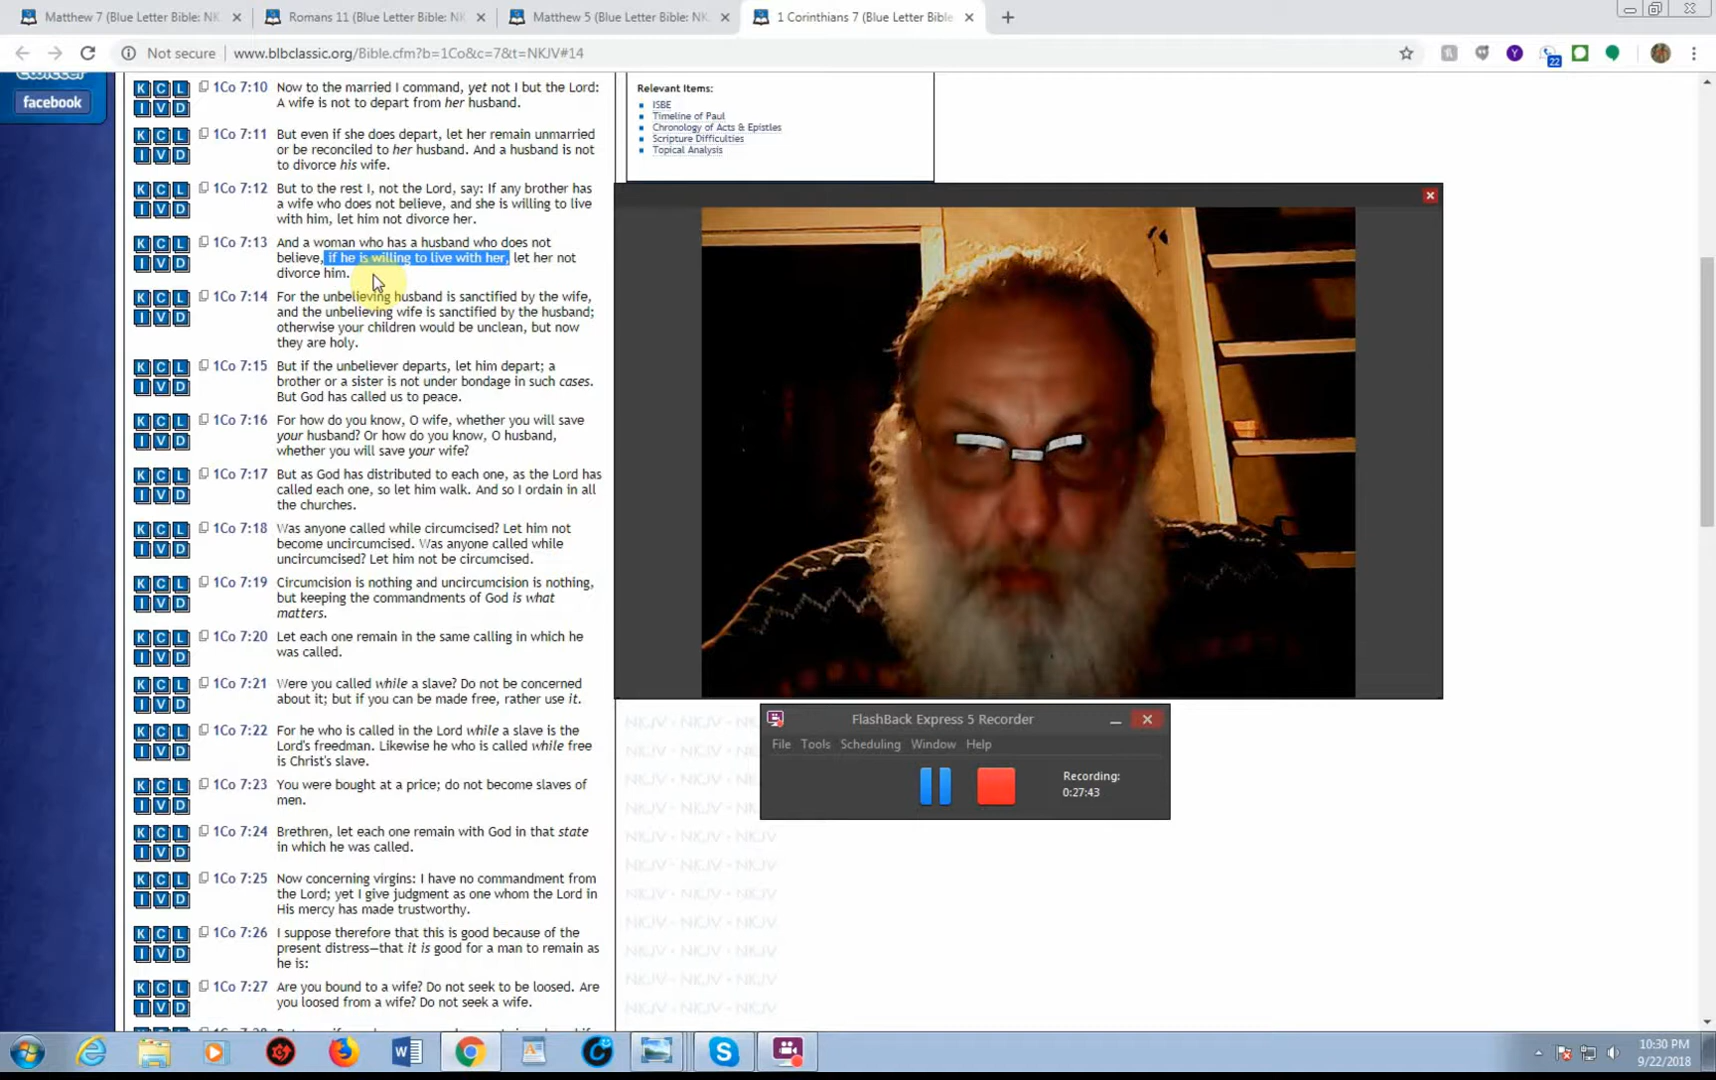 Matthew 7 (Blue Letter Bible: NK
Romans 11 (Blue Letter Bible: NK
Matthew 5 (Blue Letter Bible: NK
1 Corinthians 7 (Blue Letter Bible
Not secure
www.blbclassic.org/Bible.cfm?b=1Co&c=7&t=NKJV#14
22
twitter
facebook
Relevant Items:
ISBE
Timeline of Paul
Chronology of Acts & Epistles
Scripture Difficulties
Topical Analysis
K C L 1Co 7:10 Now to the married I command, yet not I but the Lord:
I V D A wife is not to depart from her husband.
K C L 1Co 7:11 But even if she does depart, let her remain unmarried
or be reconciled to her husband. And a husband is not
I V D to divorce his wife.
K C L 1Co 7:12 But to the rest I, not the Lord, say: If any brother has
a wife who does not believe, and she is willing to live
I V D with him, let him not divorce her.
K C L 1Co 7:13 And a woman who has a husband who does not
believe, if he is willing to live with her, let her not
I V D divorce him.
K C L 1Co 7:14 For the unbelieving husband is sanctified by the wife,
I V D and the unbelieving wife is sanctified by the husband;
otherwise your children would be unclean, but now
they are holy.
K C L 1Co 7:15 But if the unbeliever departs, let him depart; a
I V D brother or a sister is not under bondage in such cases.
But God has called us to peace.
K C L 1Co 7:16 For how do you know, O wife, whether you will save
I V D your husband? Or how do you know, O husband,
whether you will save your wife?
K C L 1Co 7:17 But as God has distributed to each one, as the Lord has
I V D called each one, so let him walk. And so I ordain in all
the churches.
K C L 1Co 7:18 Was anyone called while circumcised? Let him not
I V D become uncircumcised. Was anyone called while
uncircumcised? Let him not be circumcised.
K C L 1Co 7:19 Circumcision is nothing and uncircumcision is nothing,
I V D but keeping the commandments of God is what
matters.
K C L 1Co 7:20 Let each one remain in the same calling in which he
I V D was called.
K C L 1Co 7:21 Were you called while a slave? Do not be concerned
I V D about it; but if you can be made free, rather use it.
K C L 1Co 7:22 For he who is called in the Lord while a slave is the
I V D Lord's freedman. Likewise he who is called while free
is Christ's slave.
K C L 1Co 7:23 You were bought at a price; do not become slaves of
I V D men.
K C L 1Co 7:24 Brethren, let each one remain with God in that state
I V D in which he was called.
K C L 1Co 7:25 Now concerning virgins: I have no commandment from
I V D the Lord; yet I give judgment as one whom the Lord in
His mercy has made trustworthy.
K C L 1Co 7:26 I suppose therefore that this is good because of the
I V D present distress—that it is good for a man to remain as
he is:
K C L 1Co 7:27 Are you bound to a wife? Do not seek to be loosed. Are
I V D you loosed from a wife? Do not seek a wife.
FlashBack Express 5 Recorder
File Tools Scheduling Window Help
Recording:
0:27:43
NKJV • NKJV • NK
NKJV • NKJV • NKJV
NKJV • NKJV • NKJV
NKJV • NKJV • NKJV
NKJV • NKJV • NKJV
NKJV • NKJV • NKJV
NKJV • NKJV • NKJV
10:30 PM
9/22/2018